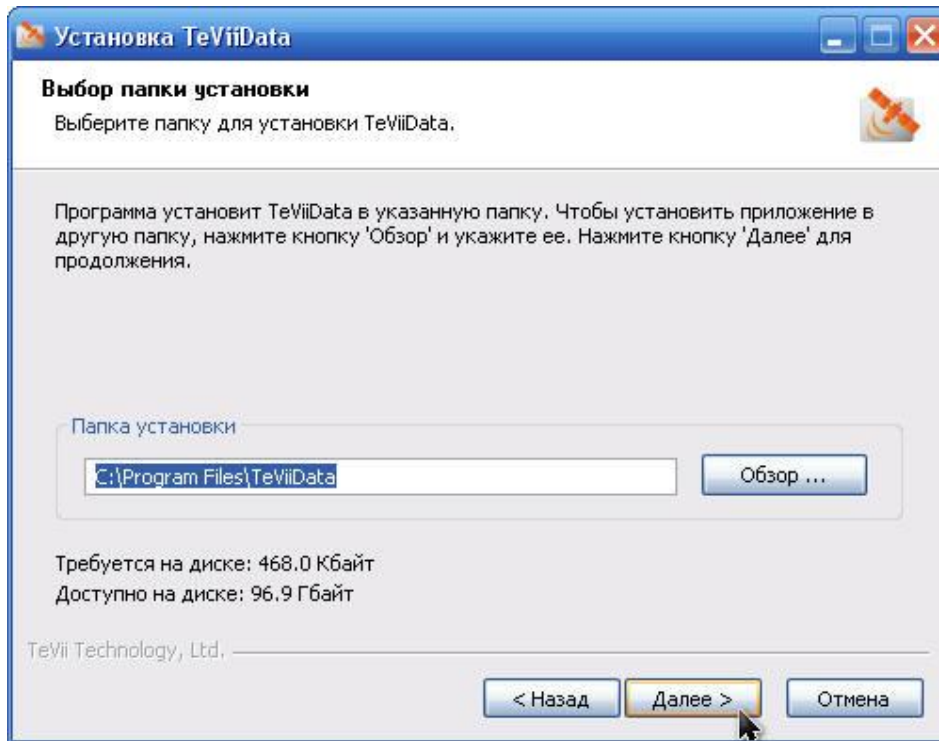 Установка TeViiData
Выбор папки установки
Выберите папку для установки TeViiData.
Программа установит TeViiData в указанную папку. Чтобы установить приложение в
другую папку, нажмите кнопку 'Обзор' и укажите ее. Нажмите кнопку 'Далее' для
продолжения.
Папка установки
C:\Program Files\TeViiData
Обзор ...
Требуется на диске: 468.0 Кбайт
Доступно на диске: 96.9 Гбайт
TeVii Technology, Ltd.
< Назад
Далее >
Отмена